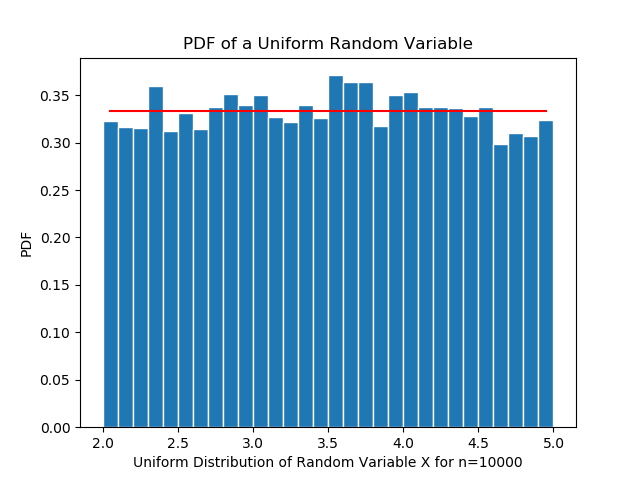 PDF of a Uniform Random Variable
0.35
0.30
0.25
0.20
0.15
0.10
0.05
0.00
PDF
2.0 2.5 3.0 3.5 4.0 4.5 5.0
Uniform Distribution of Random Variable X for n=10000